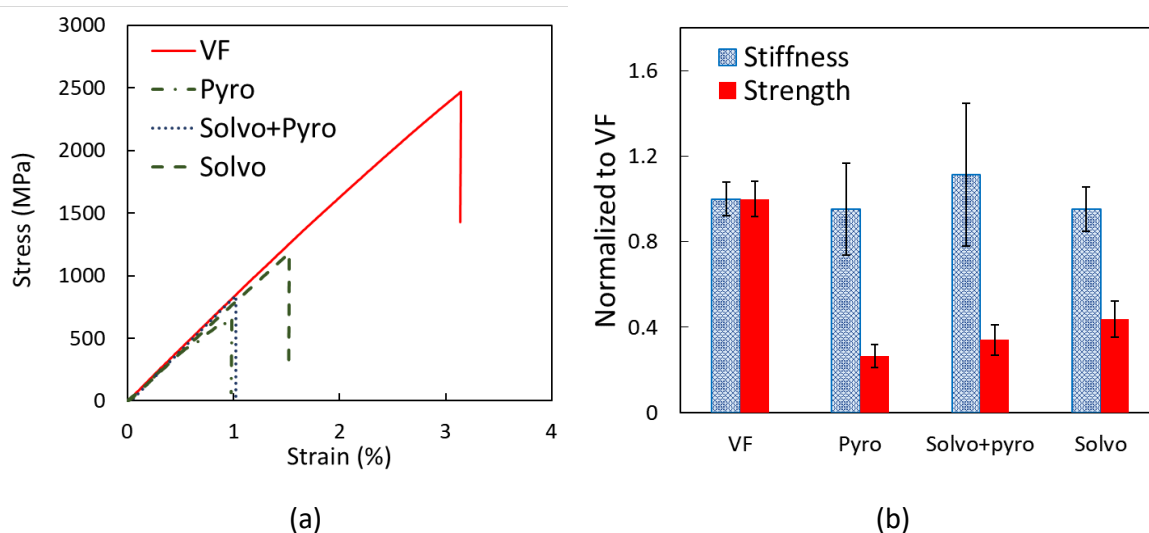 3000
2500
2000
1500
1000
500
0
Stress (MPa)
VF
Pyro
Solvo+Pyro
Solvo
0 1 2 3 4
Strain (%)
(a)
1.6
1.2
0.8
0.4
0
Normalized to VF
Stiffness
Strength
VF Pyro Solvo+pyro Solvo
(b)